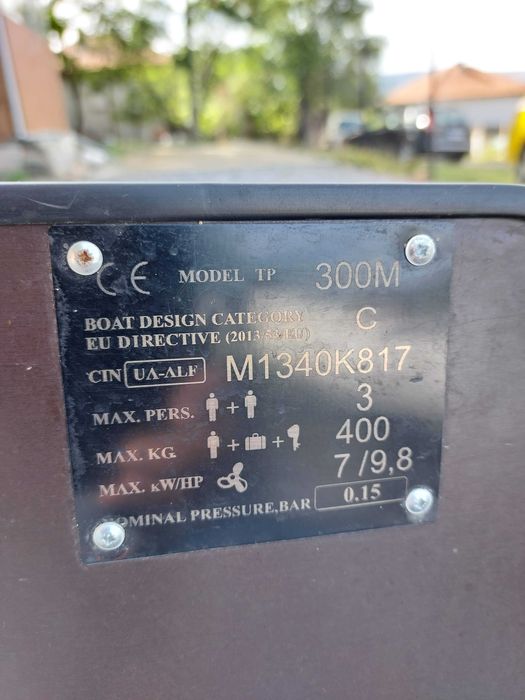 CE MODEL TP 300M
BOAT DESIGN CATEGORY C
EU DIRECTIVE (2013/53/EU)
CIN UA-ALF M1340K817
MAX. PERS. + 3
MAX. KG + + 400
MAX. KW/HP 7/9,8
NOMINAL PRESSURE,BAR 0,15